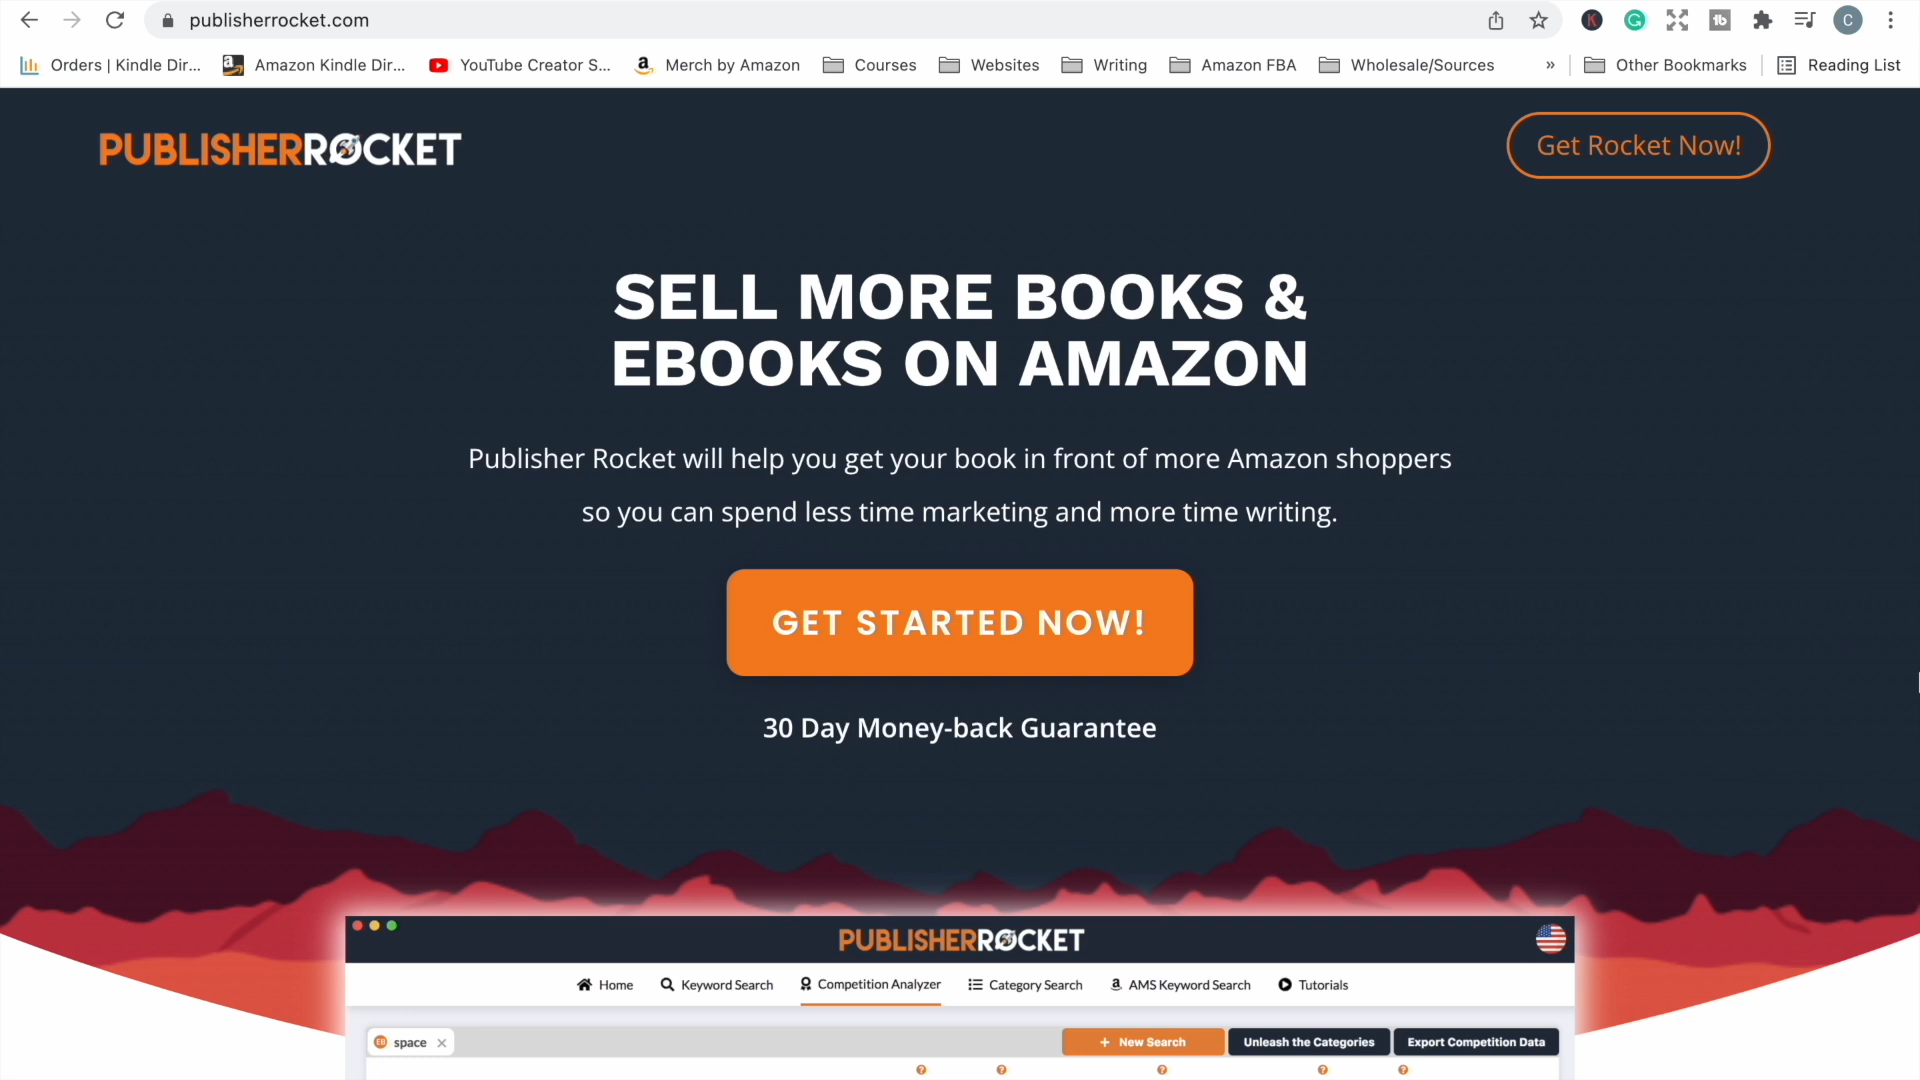 publisherrocket.com
C
Orders | Kindle Dir...
Amazon Kindle Dir...
YouTube Creator S...
Merch by Amazon
Courses
Websites
Writing
Amazon FBA
Wholesale/Sources
»
Other Bookmarks
Reading List
PUBLISHERROCKET
Get Rocket Now!
SELL MORE BOOKS &
EBOOKS ON AMAZON
Publisher Rocket will help you get your book in front of more Amazon shoppers
so you can spend less time marketing and more time writing.
GET STARTED NOW!
30 Day Money-back Guarantee
PUBLISHERROCKET
Home
Keyword Search
Competition Analyzer
Category Search
AMS Keyword Search
Tutorials
EB space
+ New Search
Unleash the Categories
Export Competition Data